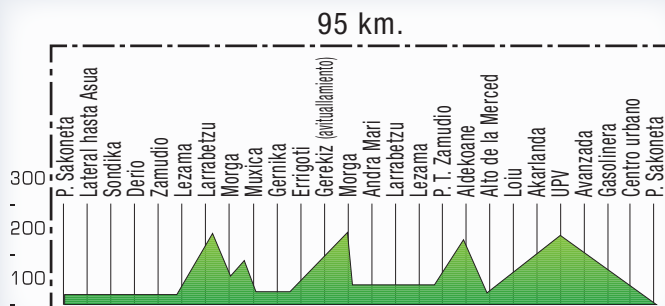 95 km.
P. Sakoneta
Lateral hasta Asua
Sondika
Derio
Zamudio
Lezama
Larrabetzu
Morga
Muxica
Gernika
Errigoti
Gerekiz (avituallamiento)
Morga
Andra Mari
Larrabetzu
Lezama
P. T. Zamudio
Aldekoane
Alto de la Merced
Loiu
Akarlanda
UPV
Avanzada
Gasolinera
Centro urbano
P. Sakoneta
300
-
200
-
100
-